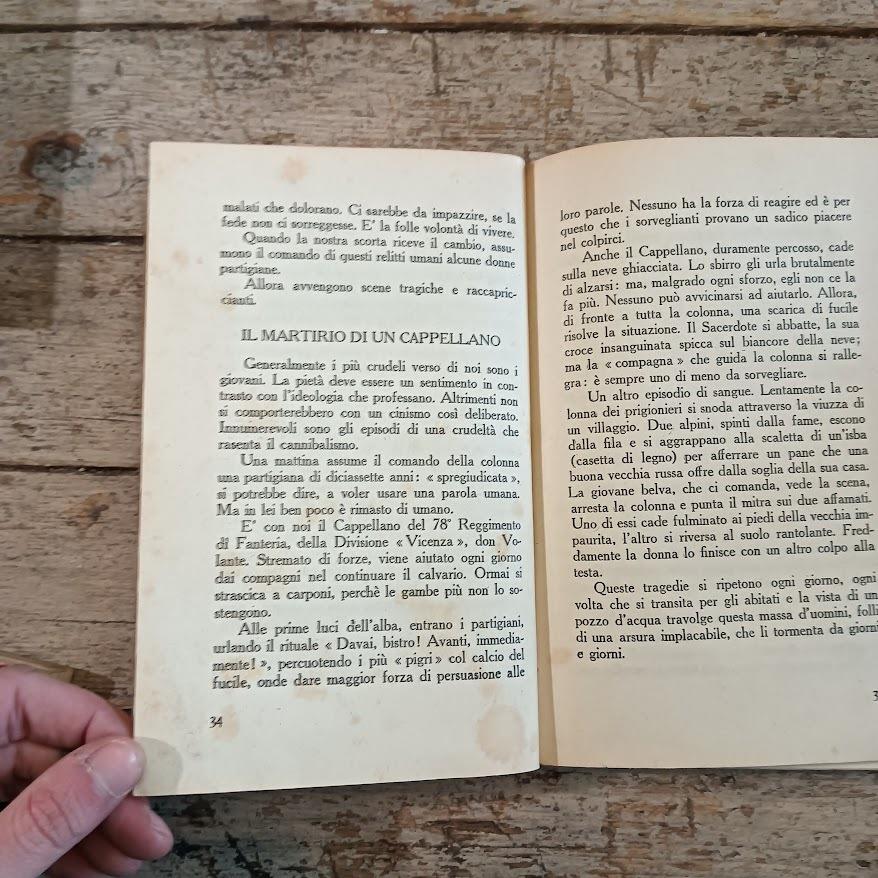 malati che dolorano. Ci sarebbe da impazzire, se la
fede non ci sorreggesse. E' la folle volontà di vivere.
Quando la nostra scorta riceve il cambio, assu-
mono il comando di questi relitti umani alcune donne
partigiane.
Allora avvengono scene tragiche e raccapric-
cianti.
IL MARTIRIO DI UN CAPPELLANO
Generalmente i più crudeli verso di noi sono i
giovani. La pietà deve essere un sentimento in con-
trasto con l'ideologia che professano. Altrimenti non
si comporterebbero con un cinismo così deliberato.
Innumerevoli sono gli episodi di una crudeltà che
rasenta il cannibalismo.
Una mattina assume il comando della colonna
una partigiana di diciassette anni: « spregiudicata »,
si potrebbe dire, a voler usare una parola umana.
Ma in lei ben poco è rimasto di umano.
E' con noi il Cappellano del 78° Reggimento
di Fanteria, della Divisione « Vicenza », don Vo-
lante. Stremato di forze, viene aiutato ogni giorno
dai compagni nel continuare il calvario. Ormai si
strascica a carponi, perchè le gambe più non lo so-
stengono.
Alle prime luci dell'alba, entrano i partigiani,
urlando il rituale « Davai, bistro! Avanti, immedia-
mente! », percuotendo i più « pigri » col calcio del
fucile, onde dare maggior forza di persuasione alle
34
loro parole. Nessuno ha la forza di reagire ed è per
questo che i sorveglianti provano un sadico piacere
nel colpirci.
Anche il Cappellano, duramente percosso, cade
sulla neve ghiacciata. Lo sbirro gli urla brutalmente
di alzarsi: ma, malgrado ogni sforzo, egli non ce la
fa più. Nessuno può avvicinarsi ad aiutarlo. Allora,
di fronte a tutta la colonna, una scarica di fucile
risolve la situazione. Il Sacerdote si abbatte, la sua
croce insanguinata spicca sul biancore della neve;
ma la « compagna » che guida la colonna si ralle-
gra: è sempre uno di meno da sorvegliare.
Un altro episodio di sangue. Lentamente la co-
lonna dei prigionieri si snoda attraverso la viuzza di
un villaggio. Due alpini, spinti dalla fame, escono
dalla fila e si aggrappano alla scaletta di un'isba
(casetta di legno) per afferrare un pane che una
buona vecchia russa offre dalla soglia della sua casa.
La giovane belva, che ci comanda, vede la scena,
arresta la colonna e punta il mitra sui due affamati.
Uno di essi cade fulminato ai piedi della vecchia im-
paurita, l'altro si riversa al suolo rantolante. Fred-
damente la donna lo finisce con un altro colpo alla
testa.
Queste tragedie si ripetono ogni giorno, ogni
volta che si transita per gli abitati e la vista di un
pozzo d'acqua travolge questa massa d'uomini, folli
di una arsura implacabile, che li tormenta da giorni
e giorni.
3